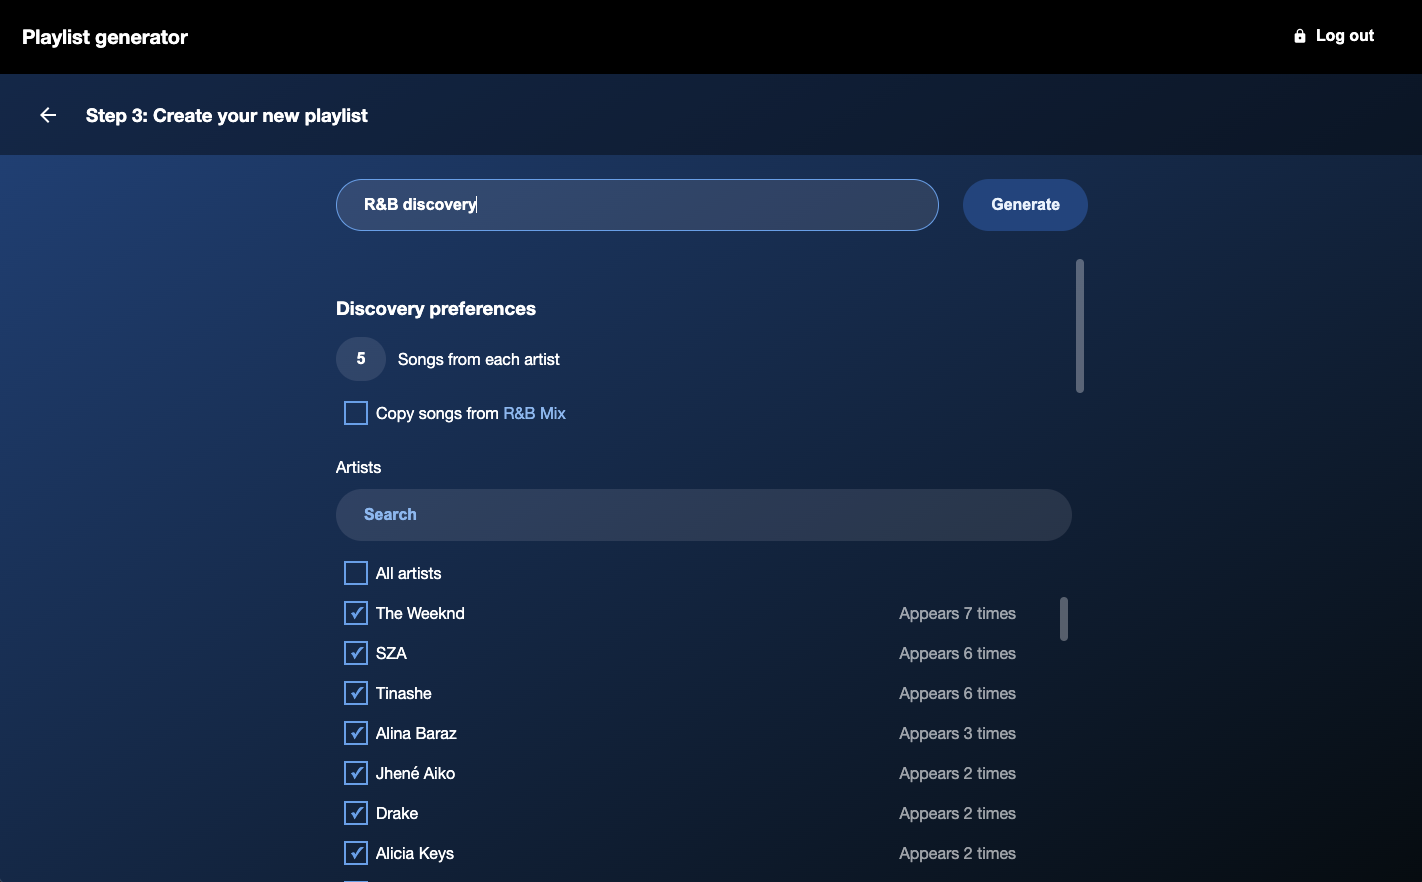 Playlist generator
Log out
Step 3: Create your new playlist
R&B discovery
Generate
Discovery preferences
5 Songs from each artist
Copy songs from R&B Mix
Artists
Search
All artists
The Weeknd Appears 7 times
SZA Appears 6 times
Tinashe Appears 6 times
Alina Baraz Appears 3 times
Jhené Aiko Appears 2 times
Drake Appears 2 times
Alicia Keys Appears 2 times